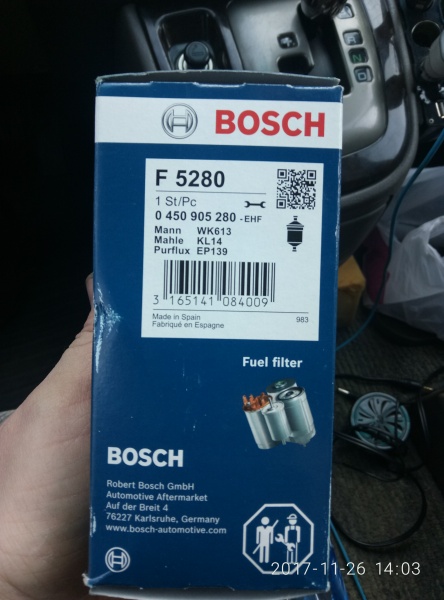 BOSCH
F 5280
1 St/Pc
0 450 905 280 -EHF
Mann WK613
Mahle KL14
Purflux EP139
3 165141 084009
Made in Spain
Fabriqué en Espagne
983
Fuel filter
BOSCH
Robert Bosch GmbH
Automotive Aftermarket
Auf der Breit 4
76227 Karlsruhe, Germany
www.bosch-automotive.com
2017-11-26 14:03